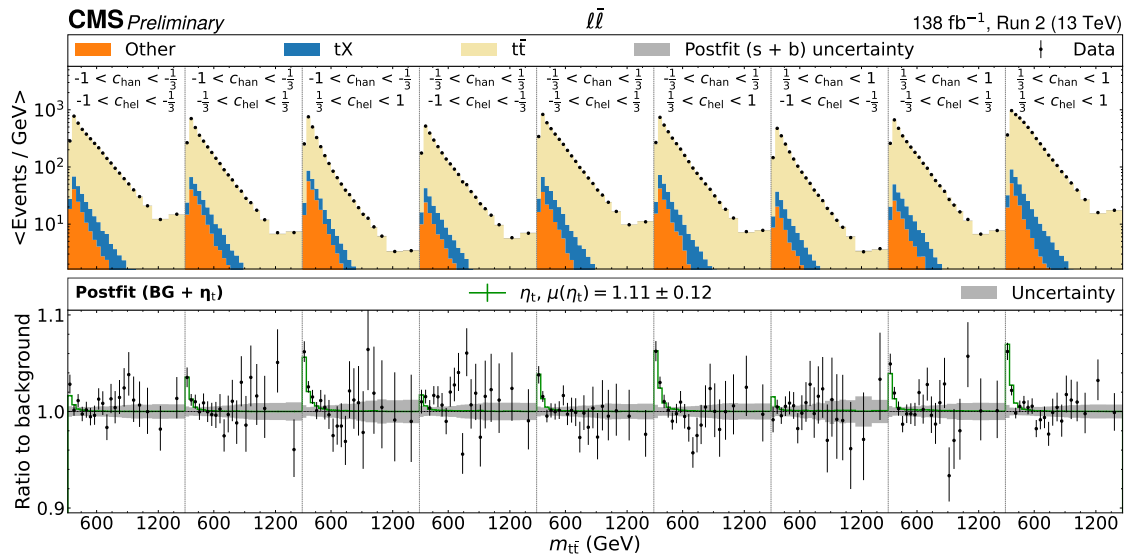 CMS Preliminary ℓℓ̄ 138 fb⁻¹, Run 2 (13 TeV)
Other tX tt̄ Postfit (s + b) uncertainty Data
-1 < c_han < -1/3 -1 < c_han < -1/3 -1 < c_han < -1/3 -1/3 < c_han < 1/3 -1/3 < c_han < 1/3 -1/3 < c_han < 1/3 1/3 < c_han < 1 1/3 < c_han < 1 1/3 < c_han < 1
-1 < c_hel < -1/3 -1/3 < c_hel < 1/3 1/3 < c_hel < 1 -1 < c_hel < -1/3 -1/3 < c_hel < 1/3 1/3 < c_hel < 1 -1 < c_hel < -1/3 -1/3 < c_hel < 1/3 1/3 < c_hel < 1
<Events / GeV>
10³
10²
10¹
Postfit (BG + η_t) η_t, μ(η_t) = 1.11 ± 0.12 Uncertainty
Ratio to background
1.1
1.0
0.9
600 1200 600 1200 600 1200 600 1200 600 1200 600 1200 600 1200 600 1200 600 1200
m_tt̄ (GeV)